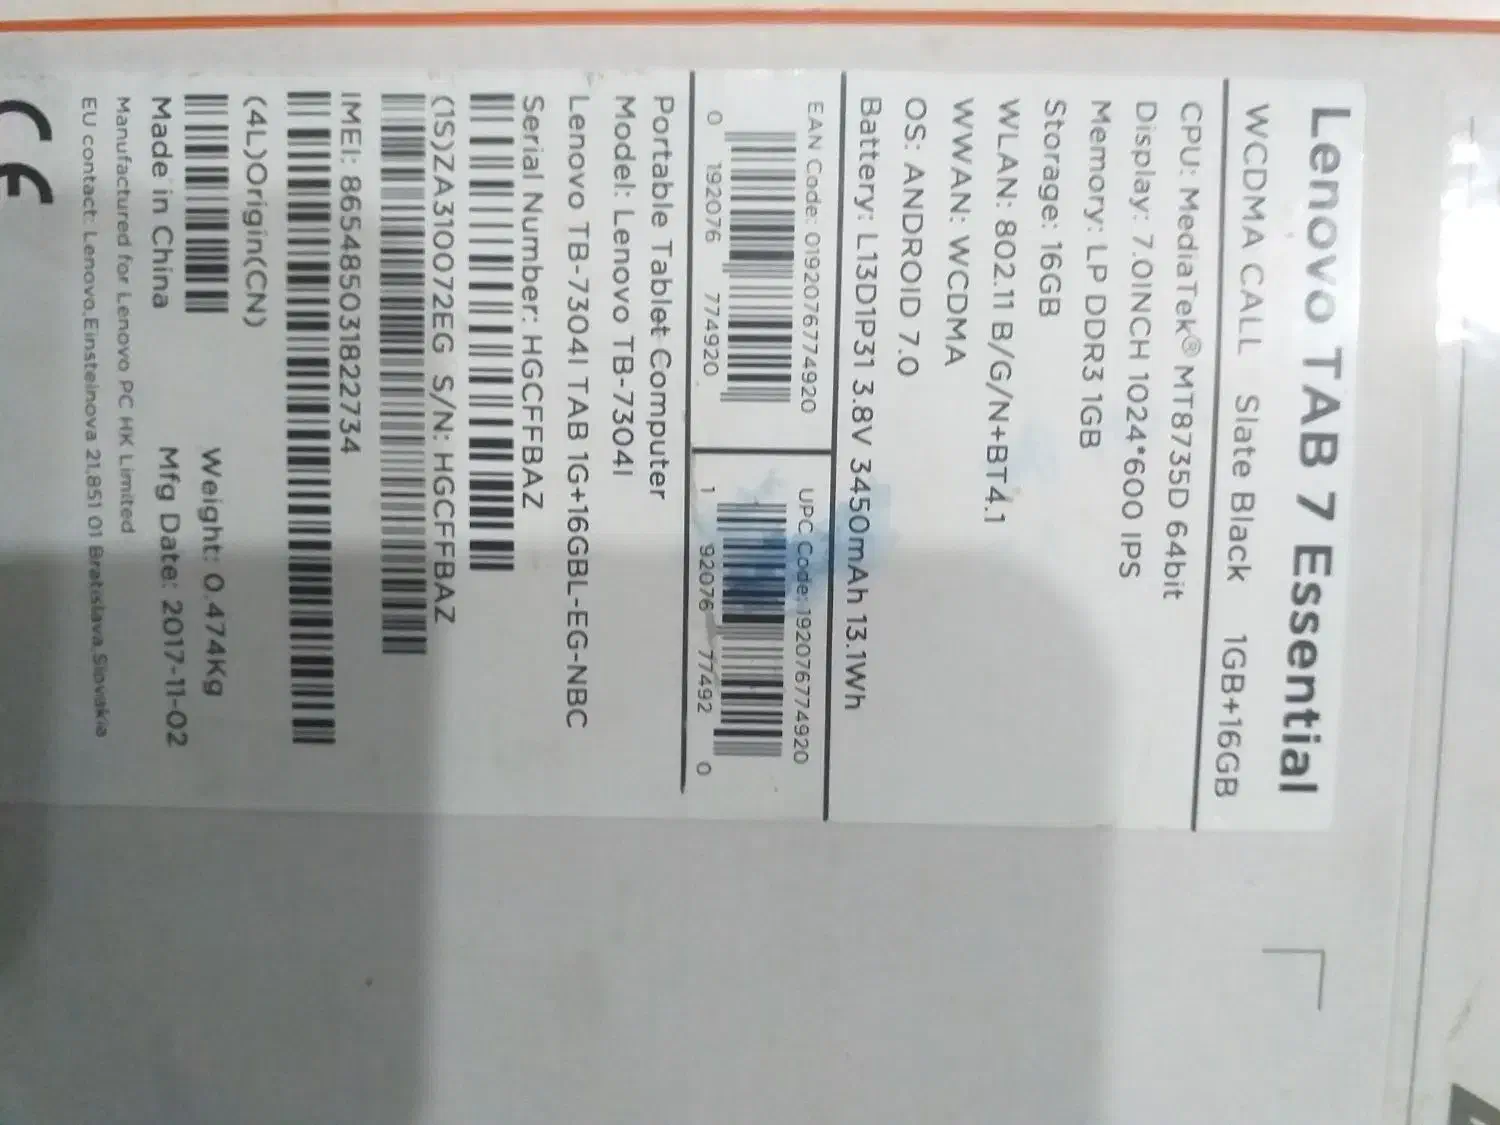 Lenovo TAB 7 Essential
WCDMA CALL Slate Black 1GB+16GB
CPU: MediaTek® MT8735D 64bit
Display: 7.0INCH 1024*600 IPS
Memory: LP DDR3 1GB
Storage: 16GB
WLAN: 802.11 B/G/N+BT4.1
WWAN: WCDMA
OS: ANDROID 7.0
Battery: L13D1P31 3.8V 3450mAh 13.1Wh
EAN Code: 0192076774920
0 192076 774920
UPC Code: 192076774920
1 92076 77492 0
Portable Tablet Computer
Model: Lenovo TB-7304I
Lenovo TB-7304I TAB 1G+16GBL-EG-NBC
Serial Number: HGCFFBAZ
(1S)ZA310072EG S/N: HGCFFBAZ
IMEI: 865485031822734
(4L)Origin(CN)
Weight: 0.474Kg
Made in China
Mfg Date: 2017-11-02
Manufactured for Lenovo PC HK Limited
EU contact: Lenovo,Einsteinova 21,851 01 Bratislava,Slovakia
CE